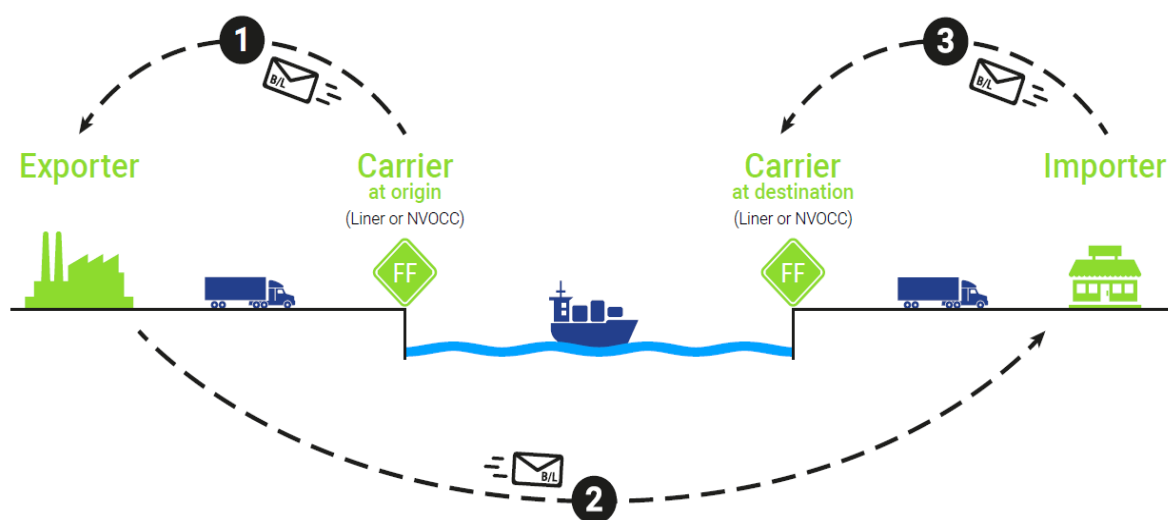 1
3
B/L
B/L
Exporter
Carrier
at origin
(Liner or NVOCC)
Carrier
at destination
(Liner or NVOCC)
Importer
FF
FF
B/L
2